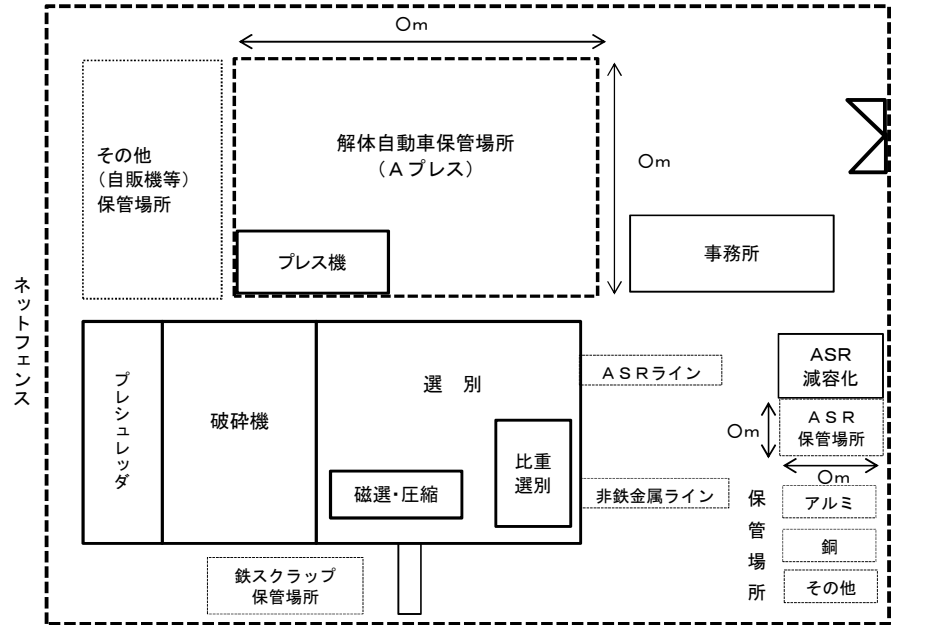 〇m
その他
(自販機等)
保管場所
解体自動車保管場所
(Aプレス)
〇m
プレス機
事務所
ネットフェンス
プレシュレッダ
破砕機
選 別
磁選・圧縮
比重
選別
ASRライン
非鉄金属ライン
ASR
減容化
ASR
保管場所
〇m
〇m
保管場所
アルミ
銅
その他
鉄スクラップ
保管場所